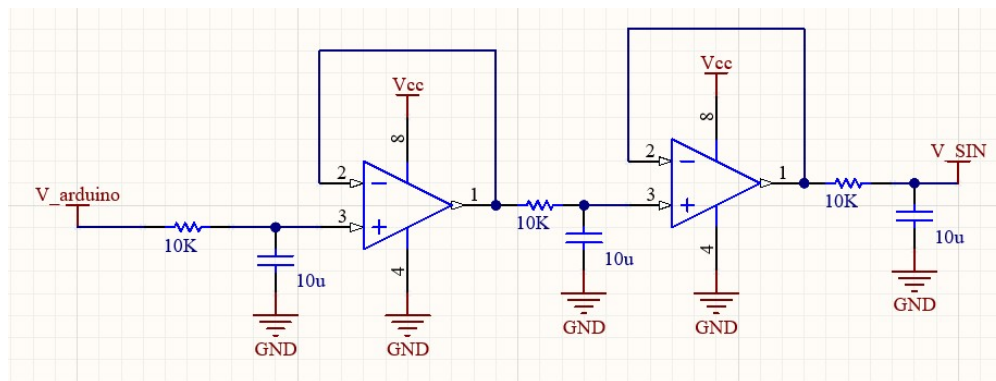 Vcc
8
2
-
1
3
+
4
V_arduino
10K
10u
GND
10K
10u
GND
Vcc
8
2
-
1
3
+
4
GND
GND
V_SIN
10K
10u
GND